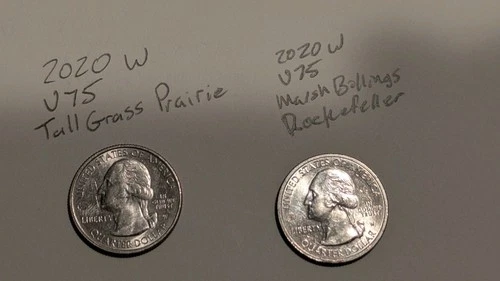 2020 W
V75
Tall Grass Prairie
2020 W
V75
Marsh Billings
Rockefeller
UNITED STATES OF AMERICA
LIBERTY
QUARTER DOLLAR
UNITED STATES OF AMERICA
LIBERTY
QUARTER DOLLAR